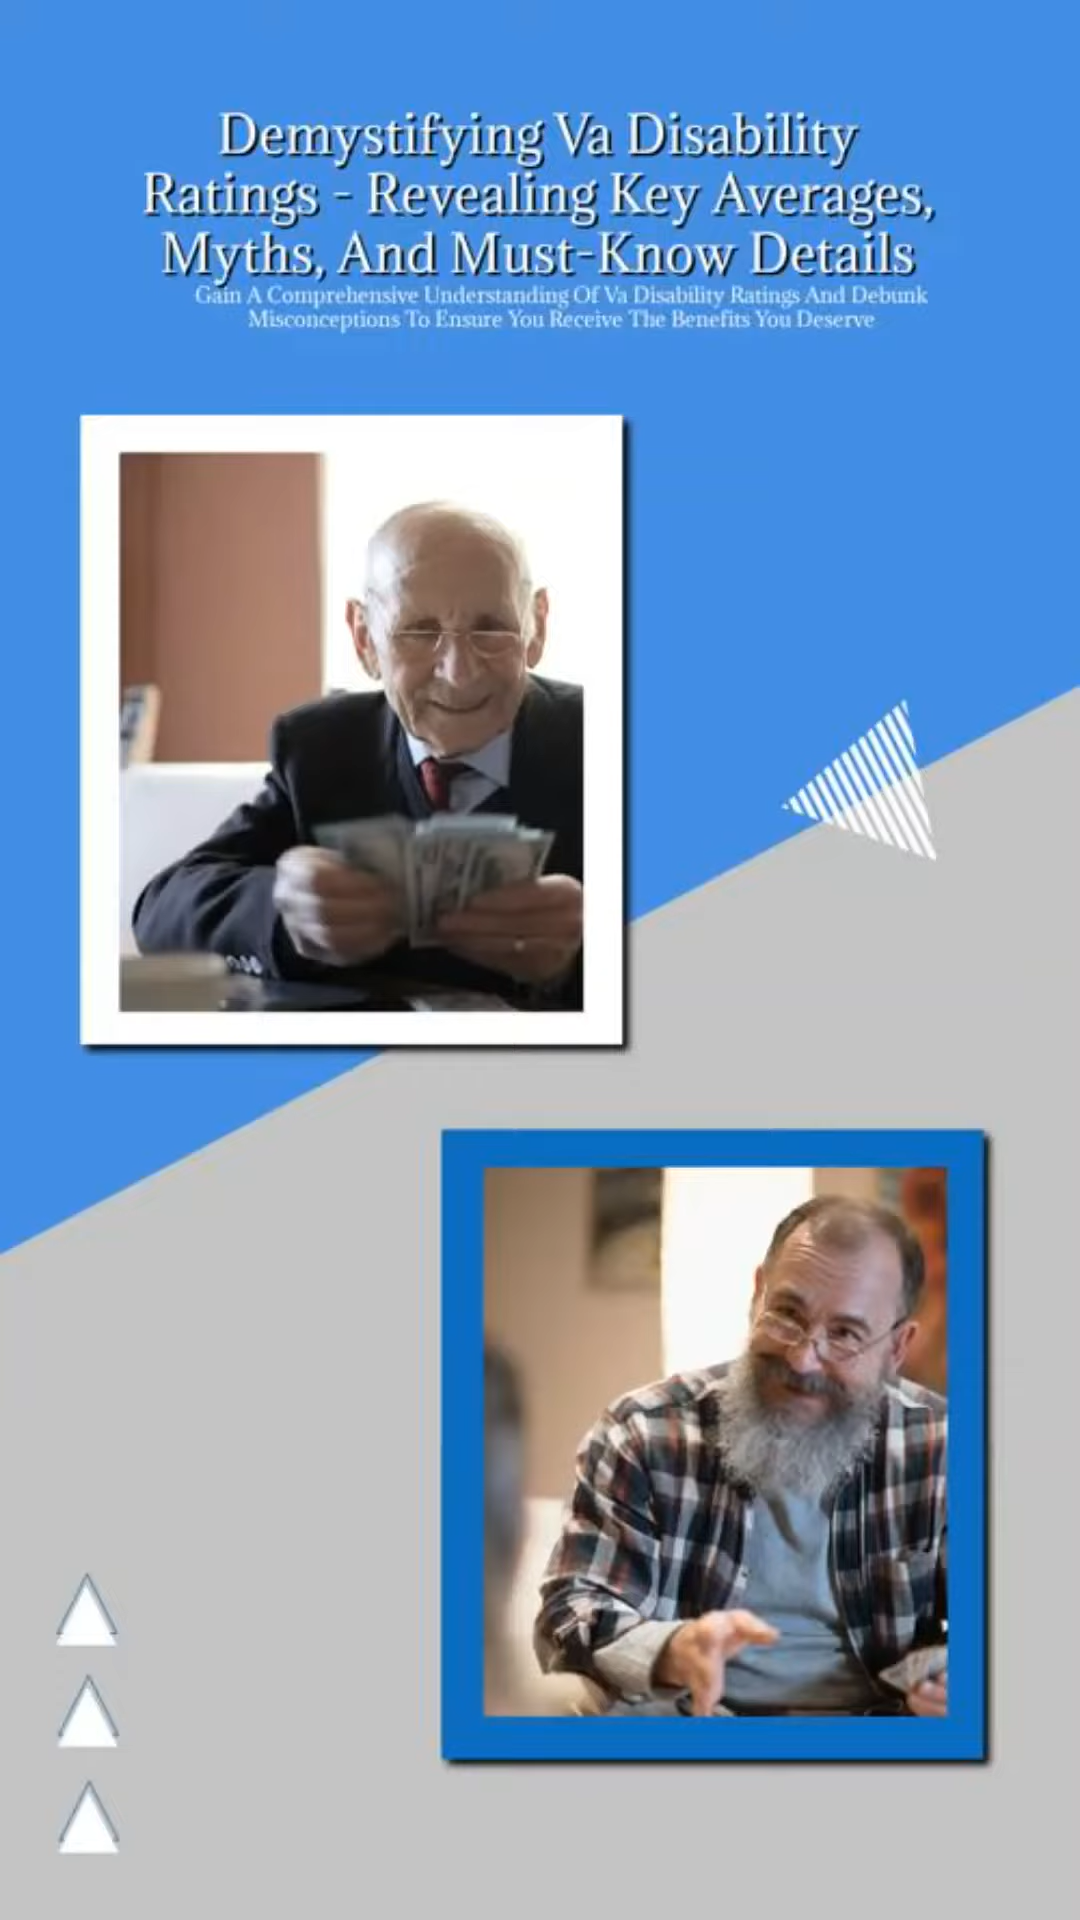 Demystifying Va Disability
Ratings - Revealing Key Averages,
Myths, And Must-Know Details
Gain A Comprehensive Understanding Of Va Disability Ratings And Debunk
Misconceptions To Ensure You Receive The Benefits You Deserve